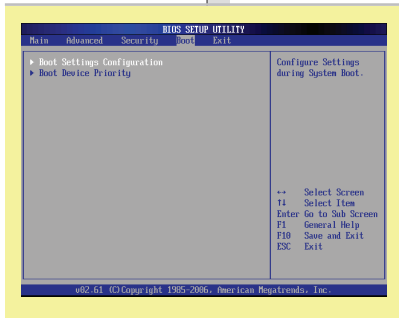 BIOS SETUP UTILITY
Main Advanced Security Boot Exit
▶ Boot Settings Configuration
▶ Boot Device Priority
Configure Settings
during System Boot.
↔ Select Screen
↑↓ Select Item
Enter Go to Sub Screen
F1 General Help
F10 Save and Exit
ESC Exit
v02.61 (C)Copyright 1985-2006, American Megatrends, Inc.